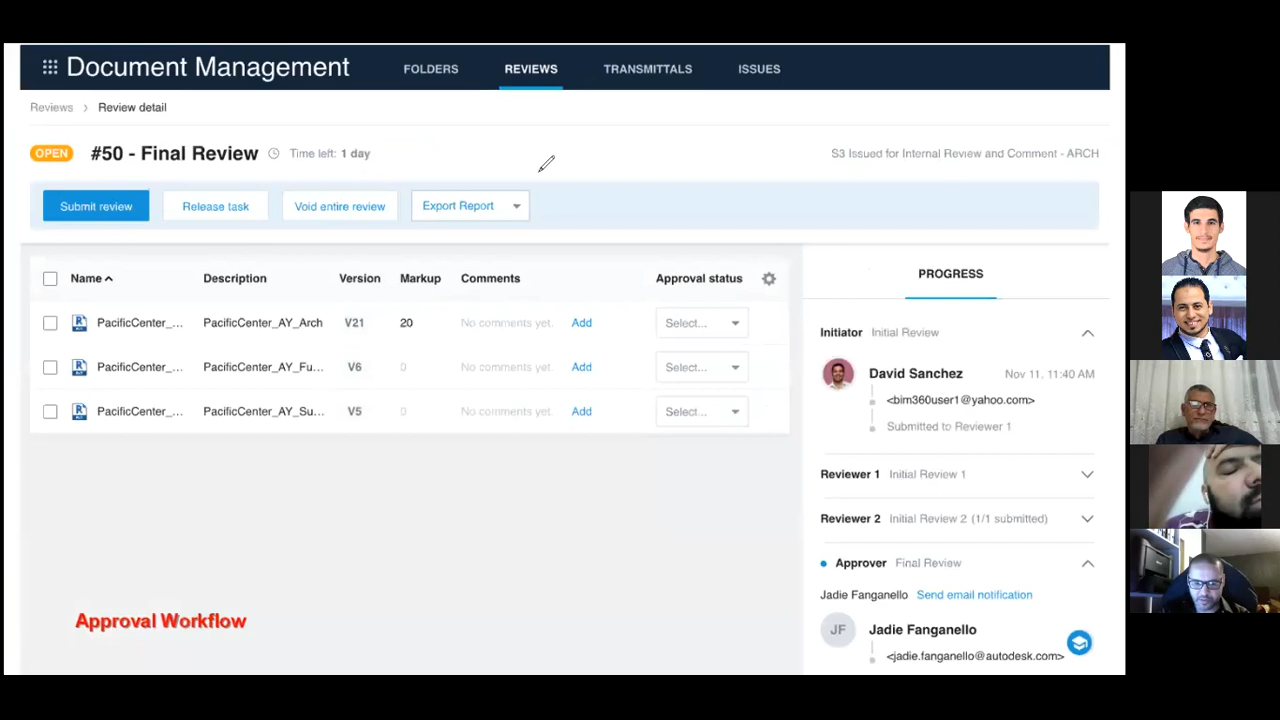 Document Management FOLDERS REVIEWS TRANSMITTALS ISSUES
Reviews > Review detail
OPEN #50 - Final Review Time left: 1 day S3 Issued for Internal Review and Comment - ARCH
Submit review Release task Void entire review Export Report
Name Description Version Markup Comments Approval status
PacificCenter_... PacificCenter_AY_Arch V21 20 No comments yet. Add Select...
PacificCenter_... PacificCenter_AY_Fu... V6 0 No comments yet. Add Select...
PacificCenter_... PacificCenter_AY_Su... V5 0 No comments yet. Add Select...
Approval Workflow
PROGRESS
Initiator Initial Review
David Sanchez Nov 11, 11:40 AM
<bim360user1@yahoo.com>
Submitted to Reviewer 1
Reviewer 1 Initial Review 1
Reviewer 2 Initial Review 2 (1/1 submitted)
Approver Final Review
Jadie Fanganello Send email notification
JF Jadie Fanganello
<jadie.fanganello@autodesk.com>